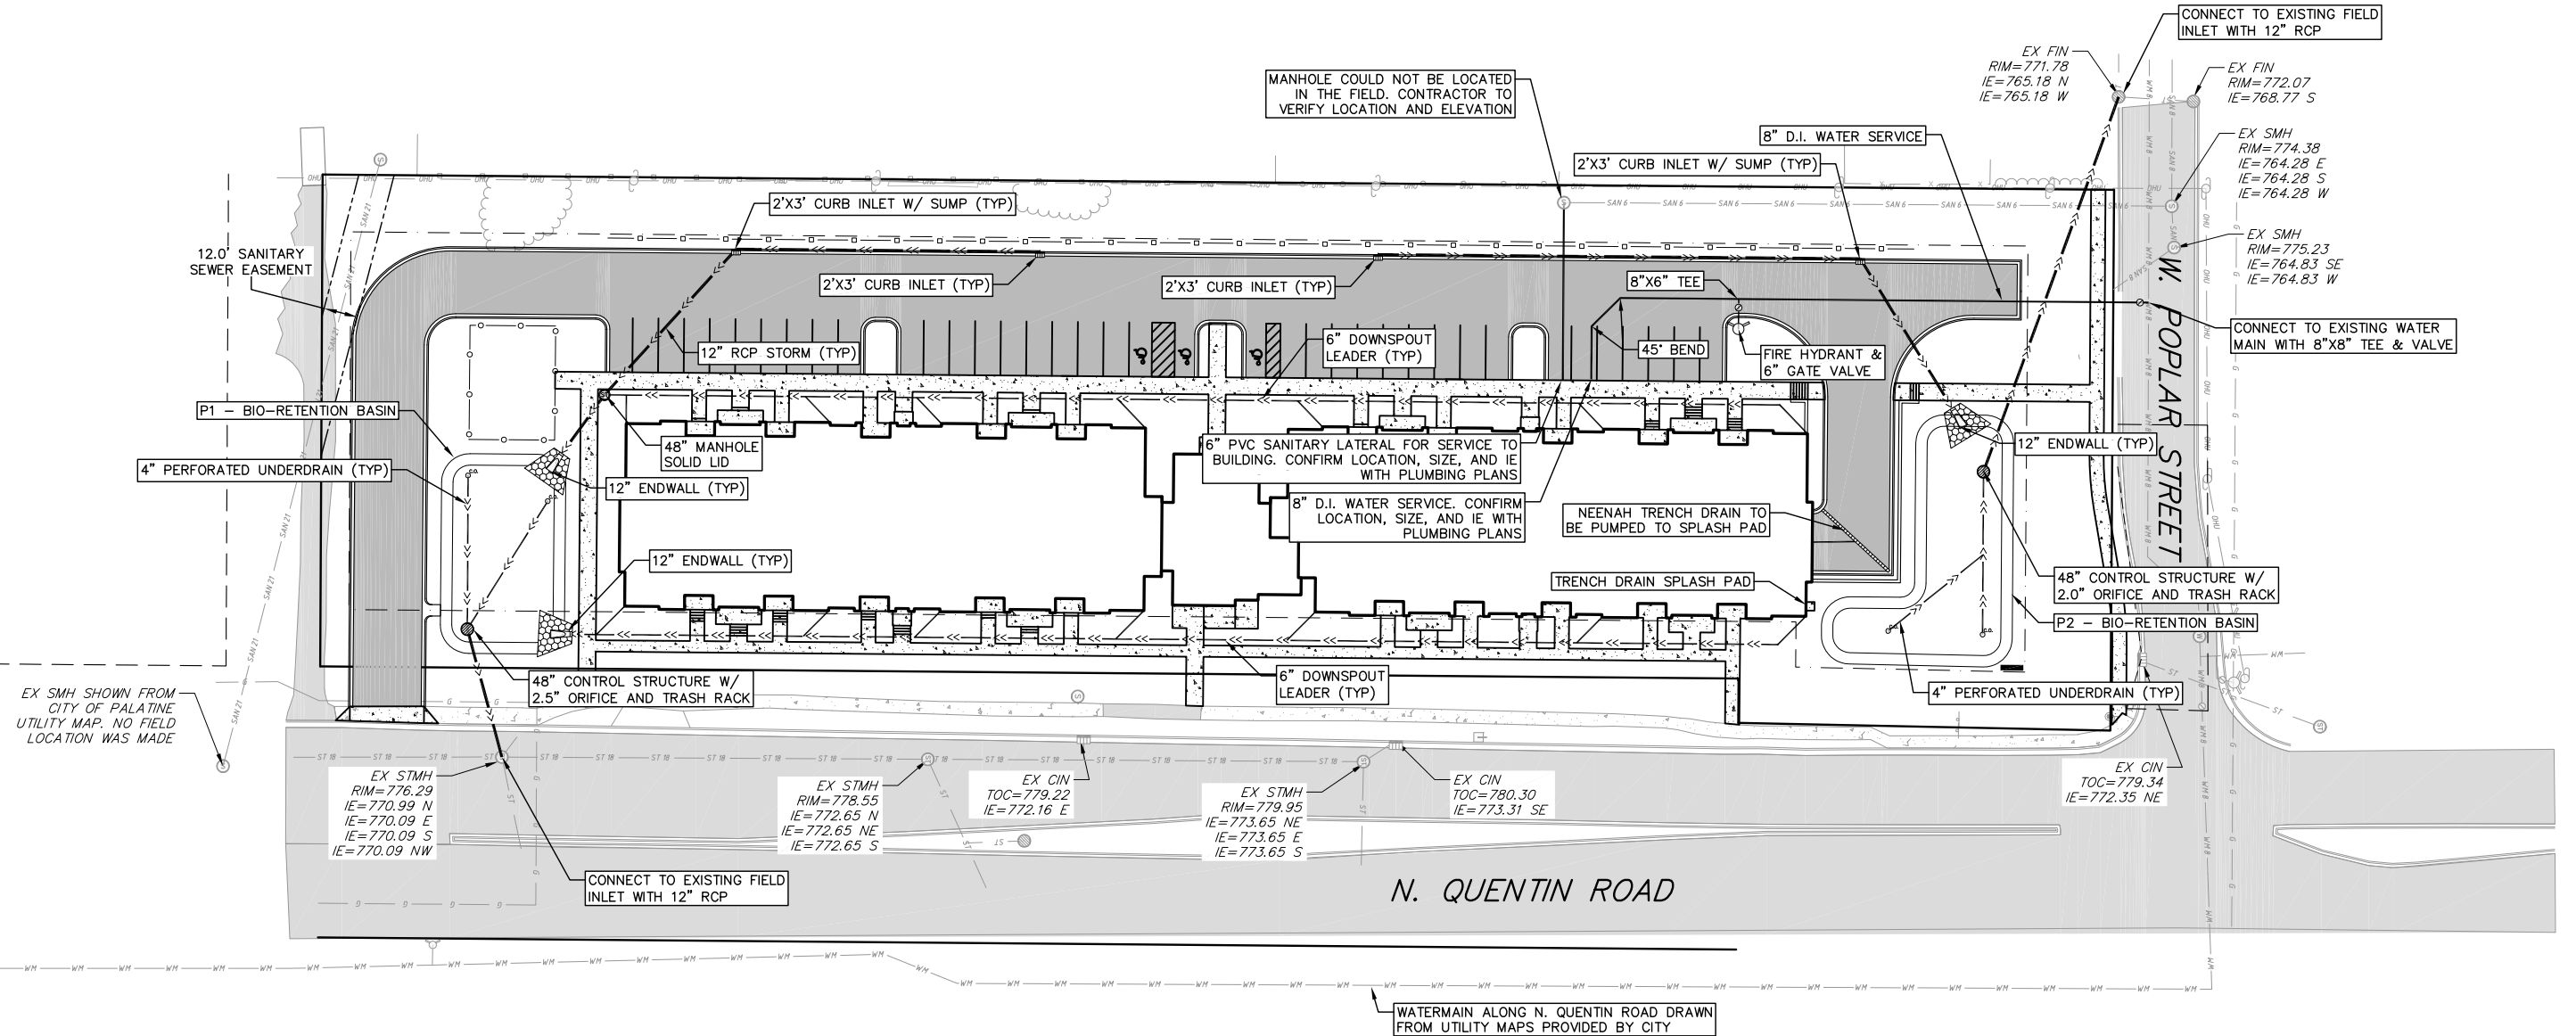 CONNECT TO EXISTING FIELD
INLET WITH 12" RCP
EX FIN
RIM=771.78
IE=765.18 N
IE=765.18 W
EX FIN
RIM=772.07
IE=768.77 S
MANHOLE COULD NOT BE LOCATED
IN THE FIELD. CONTRACTOR TO
VERIFY LOCATION AND ELEVATION
8" D.I. WATER SERVICE
EX SMH
RIM=774.38
IE=764.28 E
IE=764.28 S
IE=764.28 W
2'X3' CURB INLET W/ SUMP (TYP)
2'X3' CURB INLET W/ SUMP (TYP)
EX SMH
RIM=775.23
IE=764.83 SE
IE=764.83 W
12.0' SANITARY
SEWER EASEMENT
2'X3' CURB INLET (TYP)
2'X3' CURB INLET (TYP)
8"X6" TEE
CONNECT TO EXISTING WATER
MAIN WITH 8"X8" TEE & VALVE
12" RCP STORM (TYP)
6" DOWNSPOUT
LEADER (TYP)
45° BEND
FIRE HYDRANT &
6" GATE VALVE
W. POPLAR STREET
P1 – BIO-RETENTION BASIN
48" MANHOLE
SOLID LID
6" PVC SANITARY LATERAL FOR SERVICE TO
BUILDING. CONFIRM LOCATION, SIZE, AND IE
WITH PLUMBING PLANS
12" ENDWALL (TYP)
4" PERFORATED UNDERDRAIN (TYP)
12" ENDWALL (TYP)
8" D.I. WATER SERVICE. CONFIRM
LOCATION, SIZE, AND IE WITH
PLUMBING PLANS
NEENAH TRENCH DRAIN TO
BE PUMPED TO SPLASH PAD
12" ENDWALL (TYP)
TRENCH DRAIN SPLASH PAD
48" CONTROL STRUCTURE W/
2.0" ORIFICE AND TRASH RACK
P2 – BIO-RETENTION BASIN
48" CONTROL STRUCTURE W/
2.5" ORIFICE AND TRASH RACK
6" DOWNSPOUT
LEADER (TYP)
4" PERFORATED UNDERDRAIN (TYP)
EX SMH SHOWN FROM
CITY OF PALATINE
UTILITY MAP. NO FIELD
LOCATION WAS MADE
EX STMH
RIM=776.29
IE=770.99 N
IE=770.09 E
IE=770.09 S
IE=770.09 NW
EX STMH
RIM=778.55
IE=772.65 N
IE=772.65 NE
IE=772.65 S
EX CIN
TOC=779.22
IE=772.16 E
EX STMH
RIM=779.95
IE=773.65 NE
IE=773.65 E
IE=773.65 S
EX CIN
TOC=780.30
IE=773.31 SE
EX CIN
TOC=779.34
IE=772.35 NE
CONNECT TO EXISTING FIELD
INLET WITH 12" RCP
N. QUENTIN ROAD
WATERMAIN ALONG N. QUENTIN ROAD DRAWN
FROM UTILITY MAPS PROVIDED BY CITY